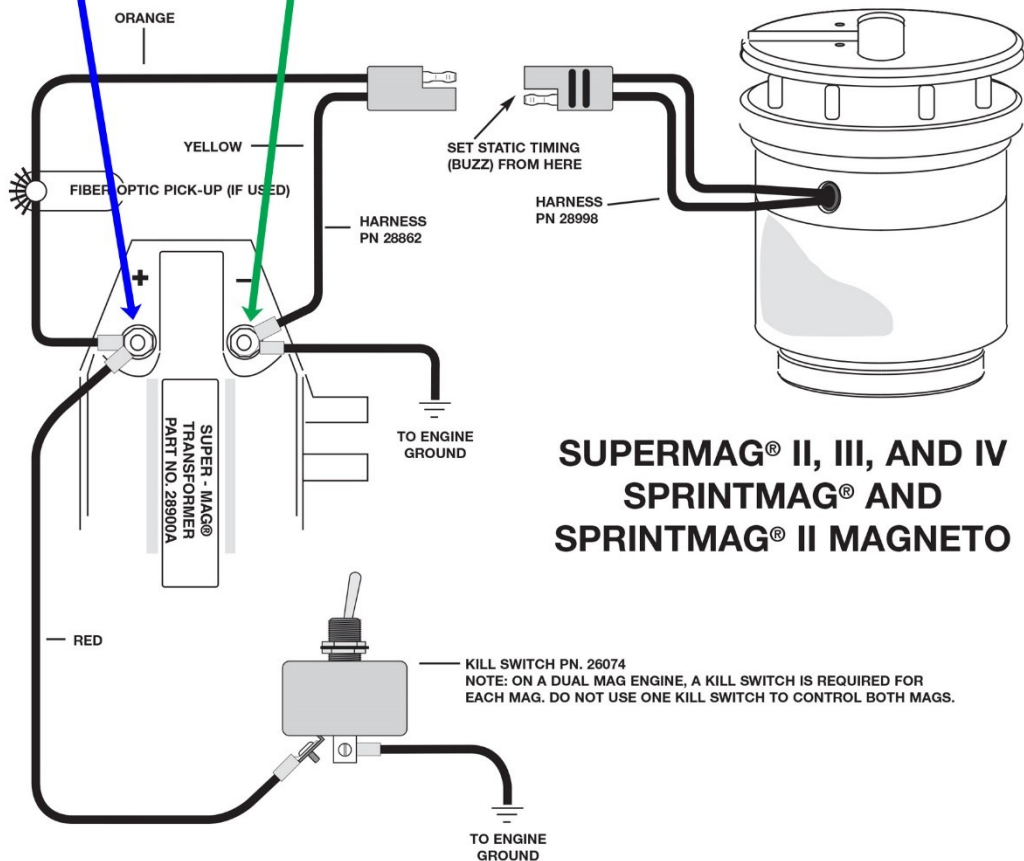 ORANGE
YELLOW
SET STATIC TIMING
(BUZZ) FROM HERE
FIBER OPTIC PICK-UP (IF USED)
HARNESS
PN 28862
HARNESS
PN 28998
+
–
TO ENGINE
GROUND
SUPER - MAG®
TRANSFORMER
PART NO. 28900A
SUPERMAG® II, III, AND IV
SPRINTMAG® AND
SPRINTMAG® II MAGNETO
RED
KILL SWITCH PN. 26074
NOTE: ON A DUAL MAG ENGINE, A KILL SWITCH IS REQUIRED FOR
EACH MAG. DO NOT USE ONE KILL SWITCH TO CONTROL BOTH MAGS.
TO ENGINE
GROUND